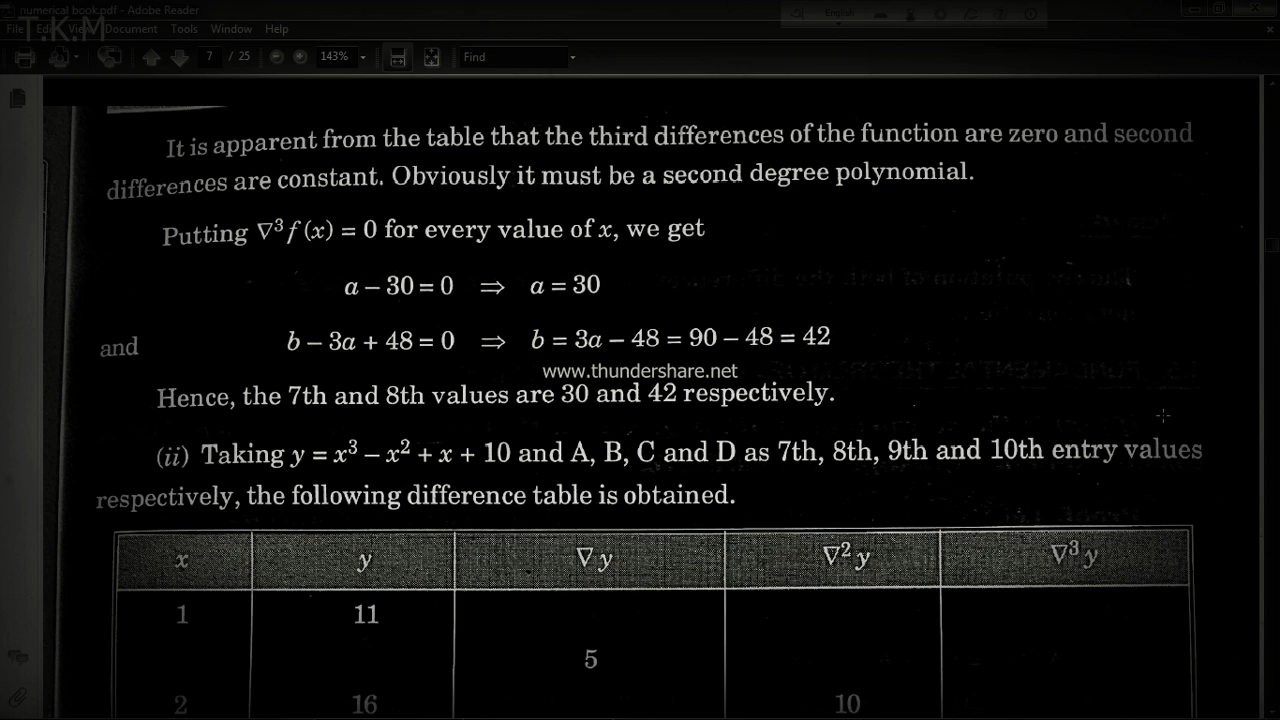 numerical book.pdf - Adobe Reader
English
T.K.M
File Edit View Document Tools Window Help
7 / 25 143% Find
It is apparent from the table that the third differences of the function are zero and second
differences are constant. Obviously it must be a second degree polynomial.
Putting ∇³ f (x) = 0 for every value of x, we get
a – 30 = 0 ⇒ a = 30
and b – 3a + 48 = 0 ⇒ b = 3a – 48 = 90 – 48 = 42
www.thundershare.net
Hence, the 7th and 8th values are 30 and 42 respectively.
(ii) Taking y = x³ – x² + x + 10 and A, B, C and D as 7th, 8th, 9th and 10th entry values
respectively, the following difference table is obtained.
x y ∇ y ∇² y ∇³ y
1 11
5
2 16 10